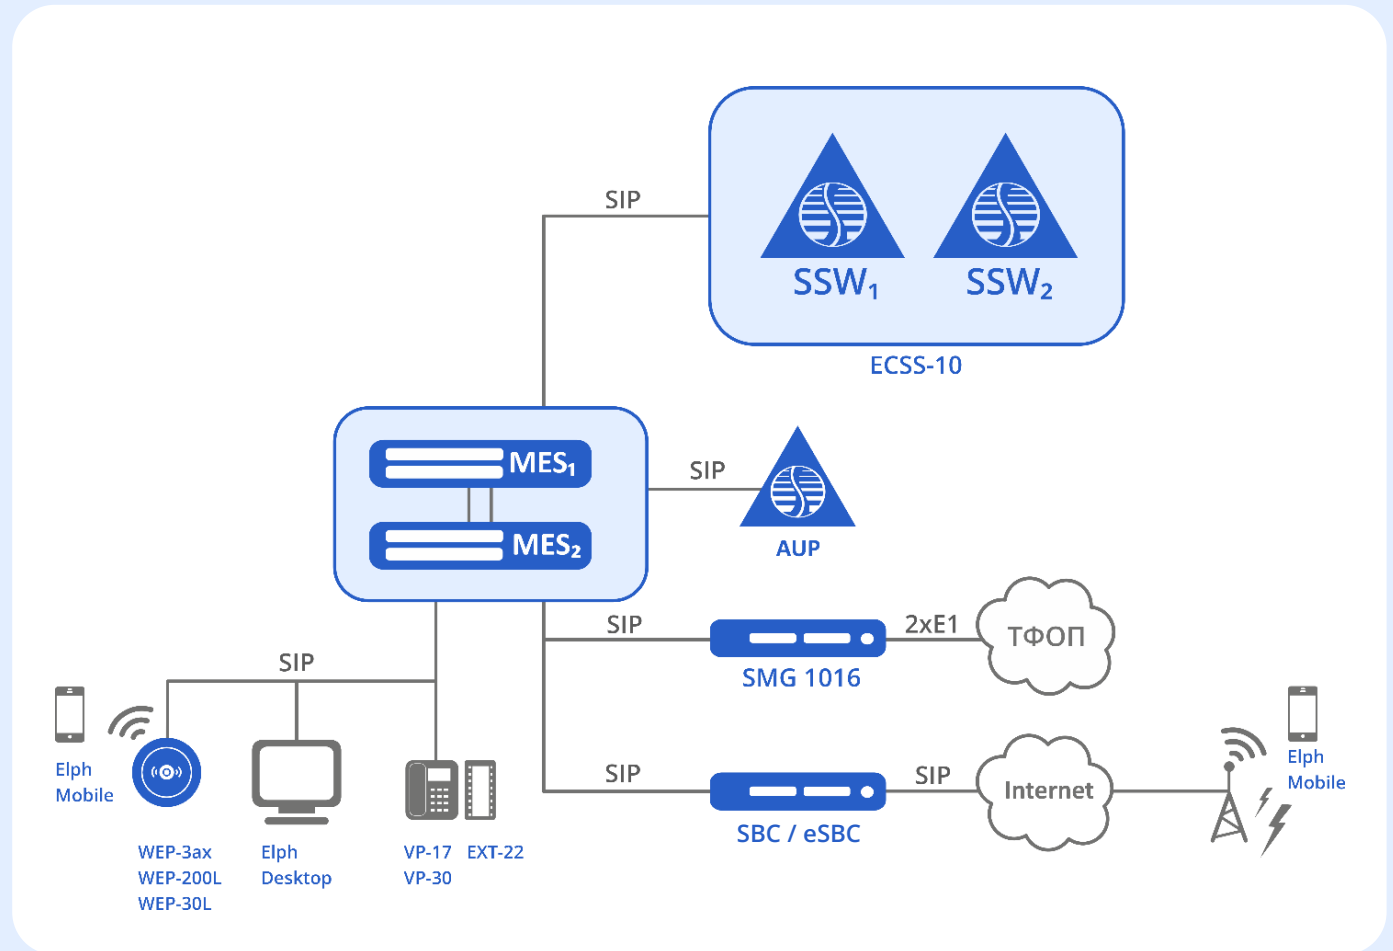 SIP
SSW₁
SSW₂
ECSS-10
MES₁
MES₂
SIP
AUP
SIP
SMG 1016
2xE1
ТФОП
SIP
SBC / eSBC
SIP
Internet
Elph
Mobile
SIP
Elph
Mobile
WEP-3ax
WEP-200L
WEP-30L
Elph
Desktop
VP-17
VP-30
EXT-22